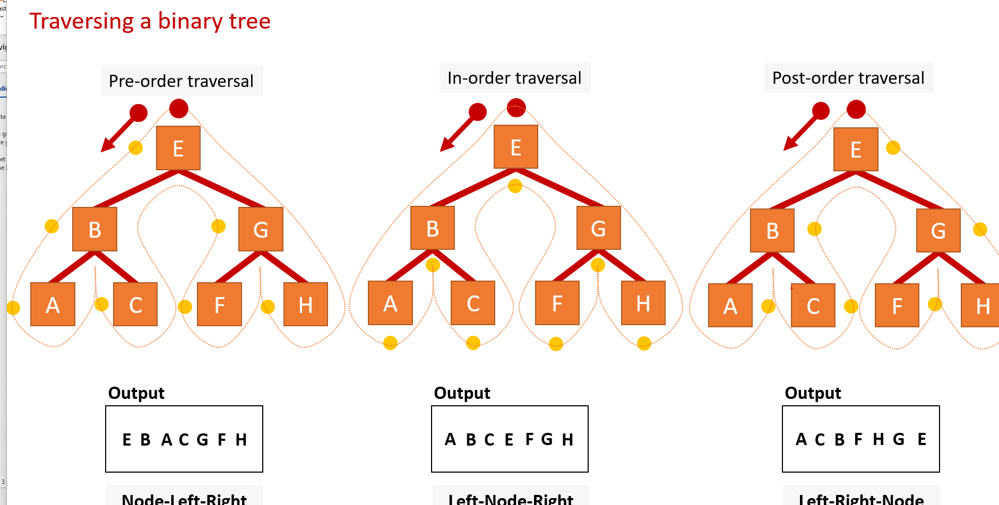 Traversing a binary tree
Pre-order traversal
E
B
G
A
C
F
H
Output
E B A C G F H
Node-Left-Right
In-order traversal
E
B
G
A
C
F
H
Output
A B C E F G H
Left-Node-Right
Post-order traversal
E
B
G
A
C
F
H
Output
A C B F H G E
Left-Right-Node
3